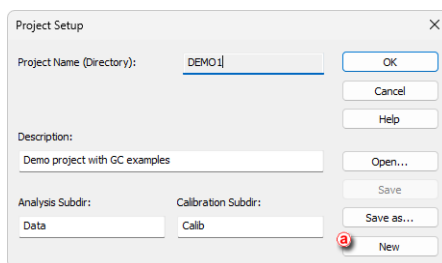 Project Setup
Project Name (Directory): DEMO1 OK
Cancel
Help
Description:
Demo project with GC examples Open...
Save
Analysis Subdir: Calibration Subdir:
Save as...
Data Calib
a
New